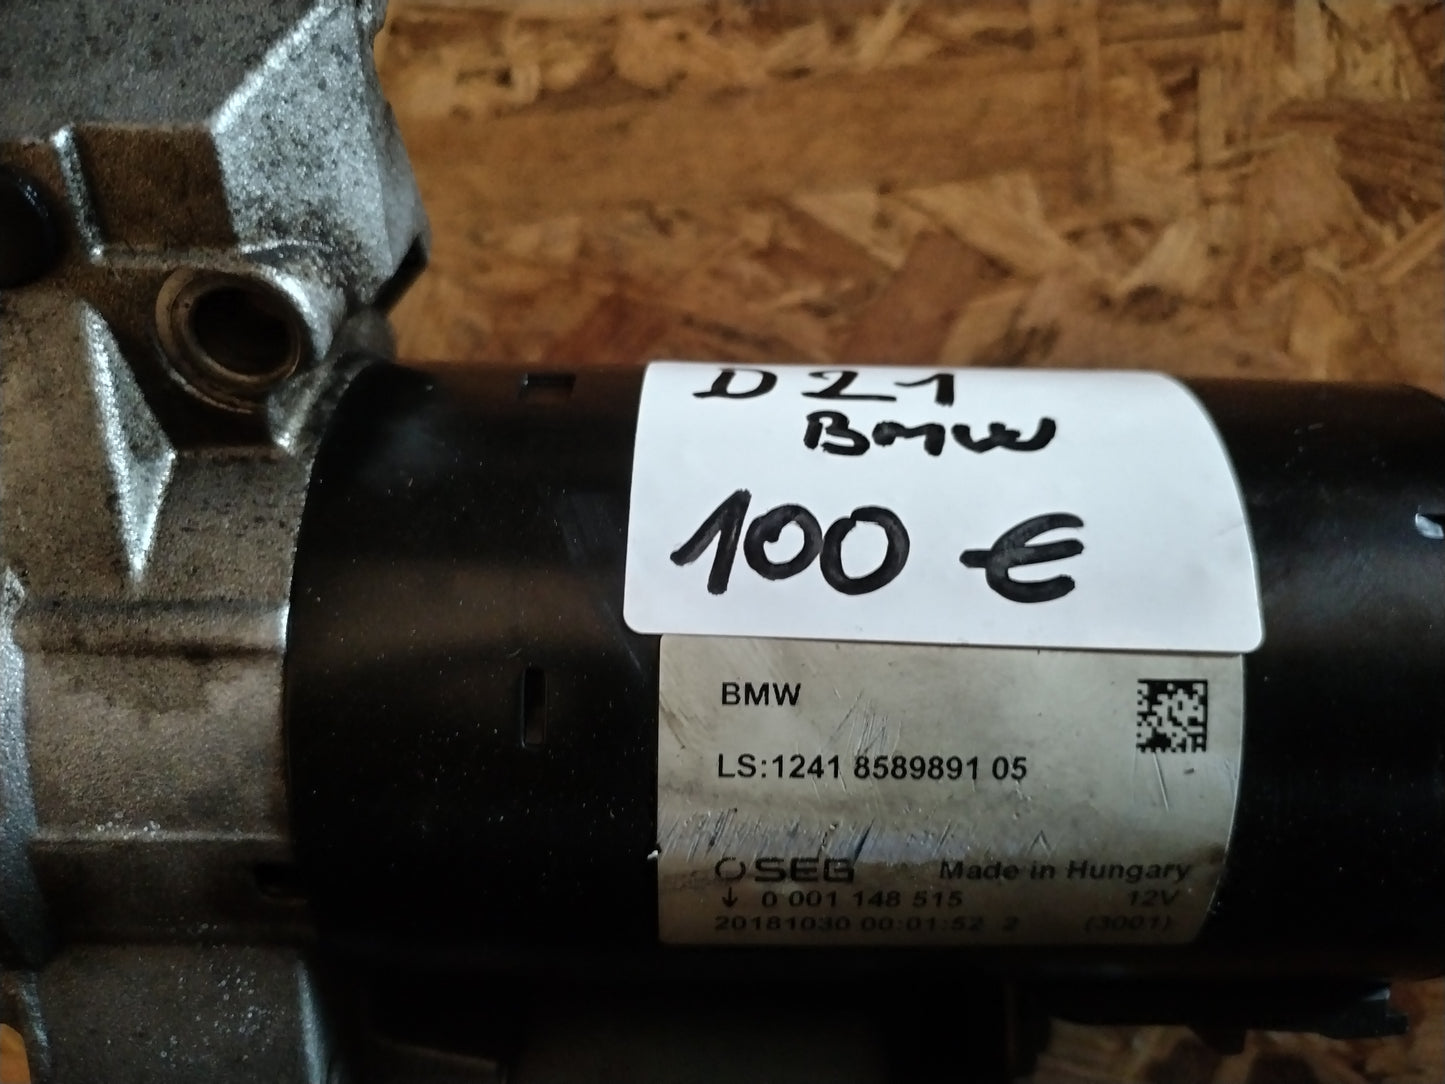 D21
BMW
100 €
BMW
LS:1241 8589891 05
SEG Made in Hungary
0 001 148 515 12V
20181030 00:01:52 2 (3001)